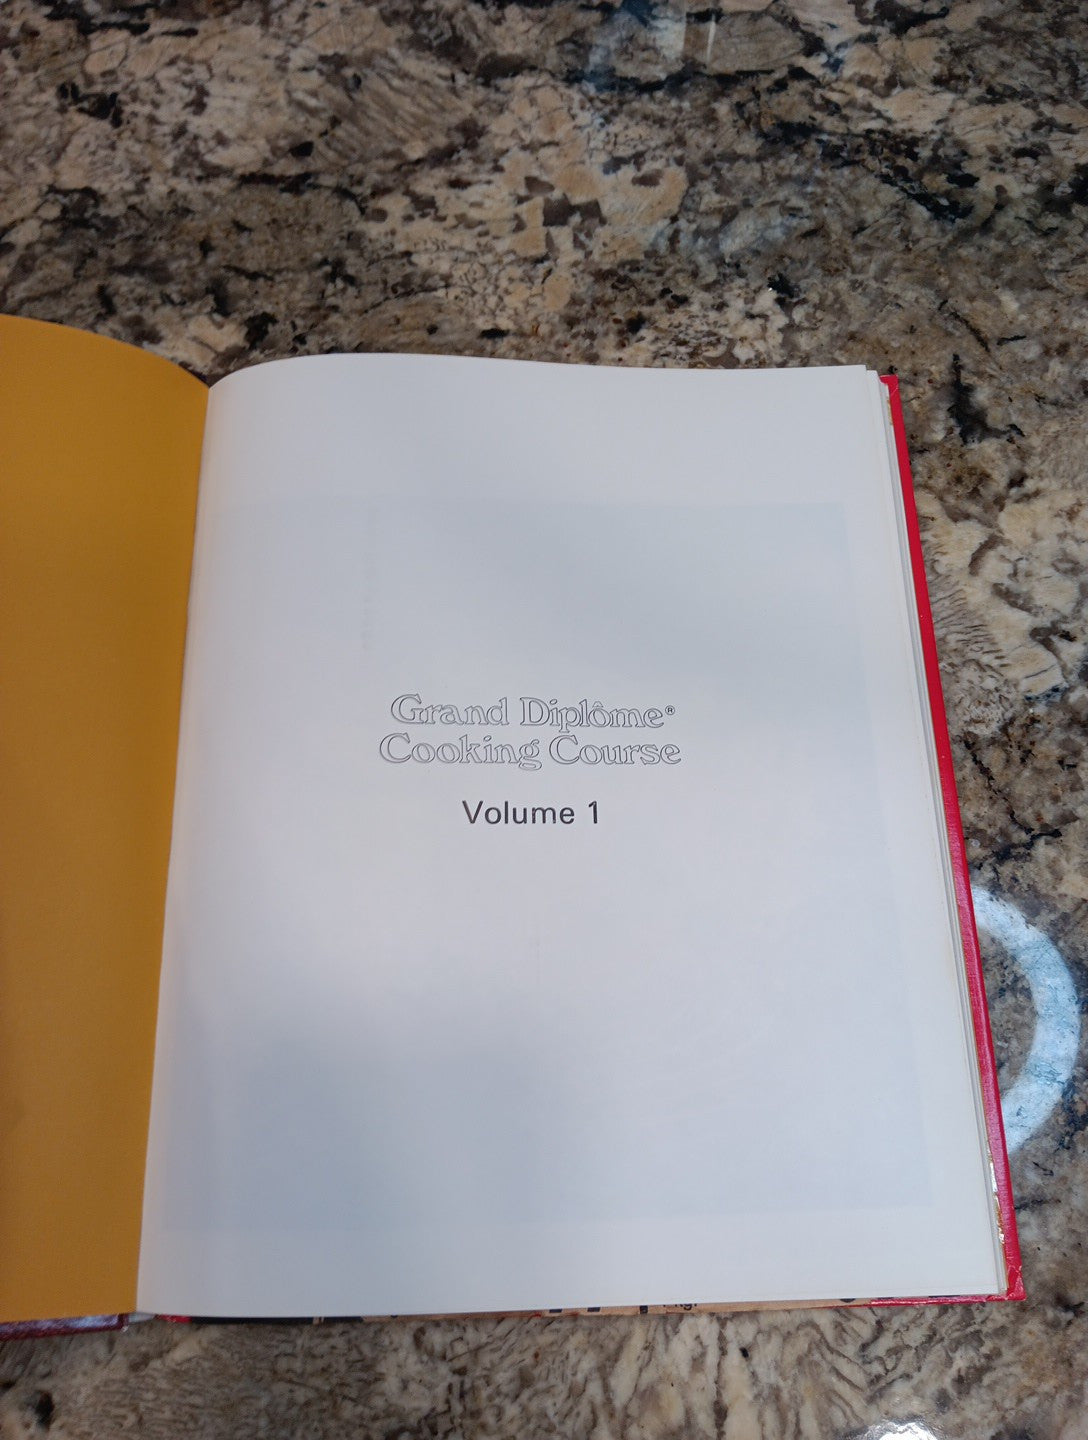 Grand Diplôme®
Cooking Course
Volume 1